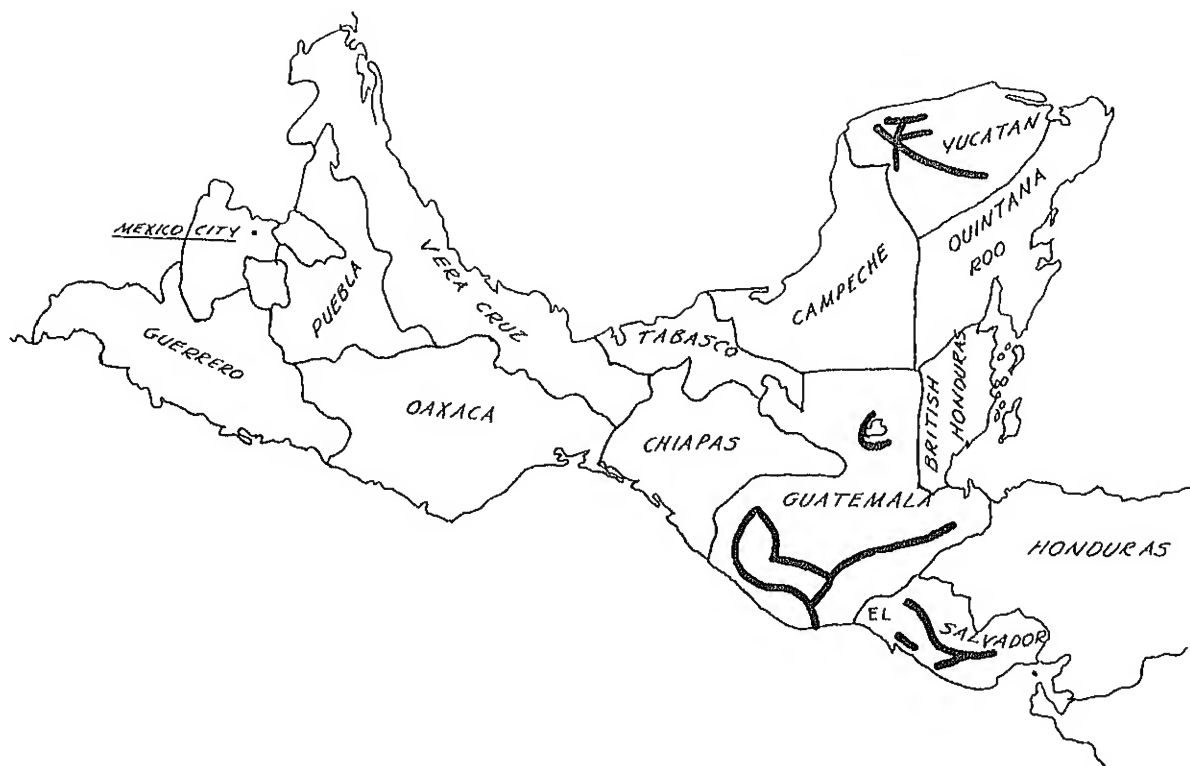 YUCATAN
MEXICO CITY
QUINTANA
ROO
VERA CRUZ
CAMPECHE
PUEBLA
TABASCO
GUERRERO
BRITISH
HONDURAS
OAXACA
CHIAPAS
GUATEMALA
HONDURAS
EL
SALVADOR